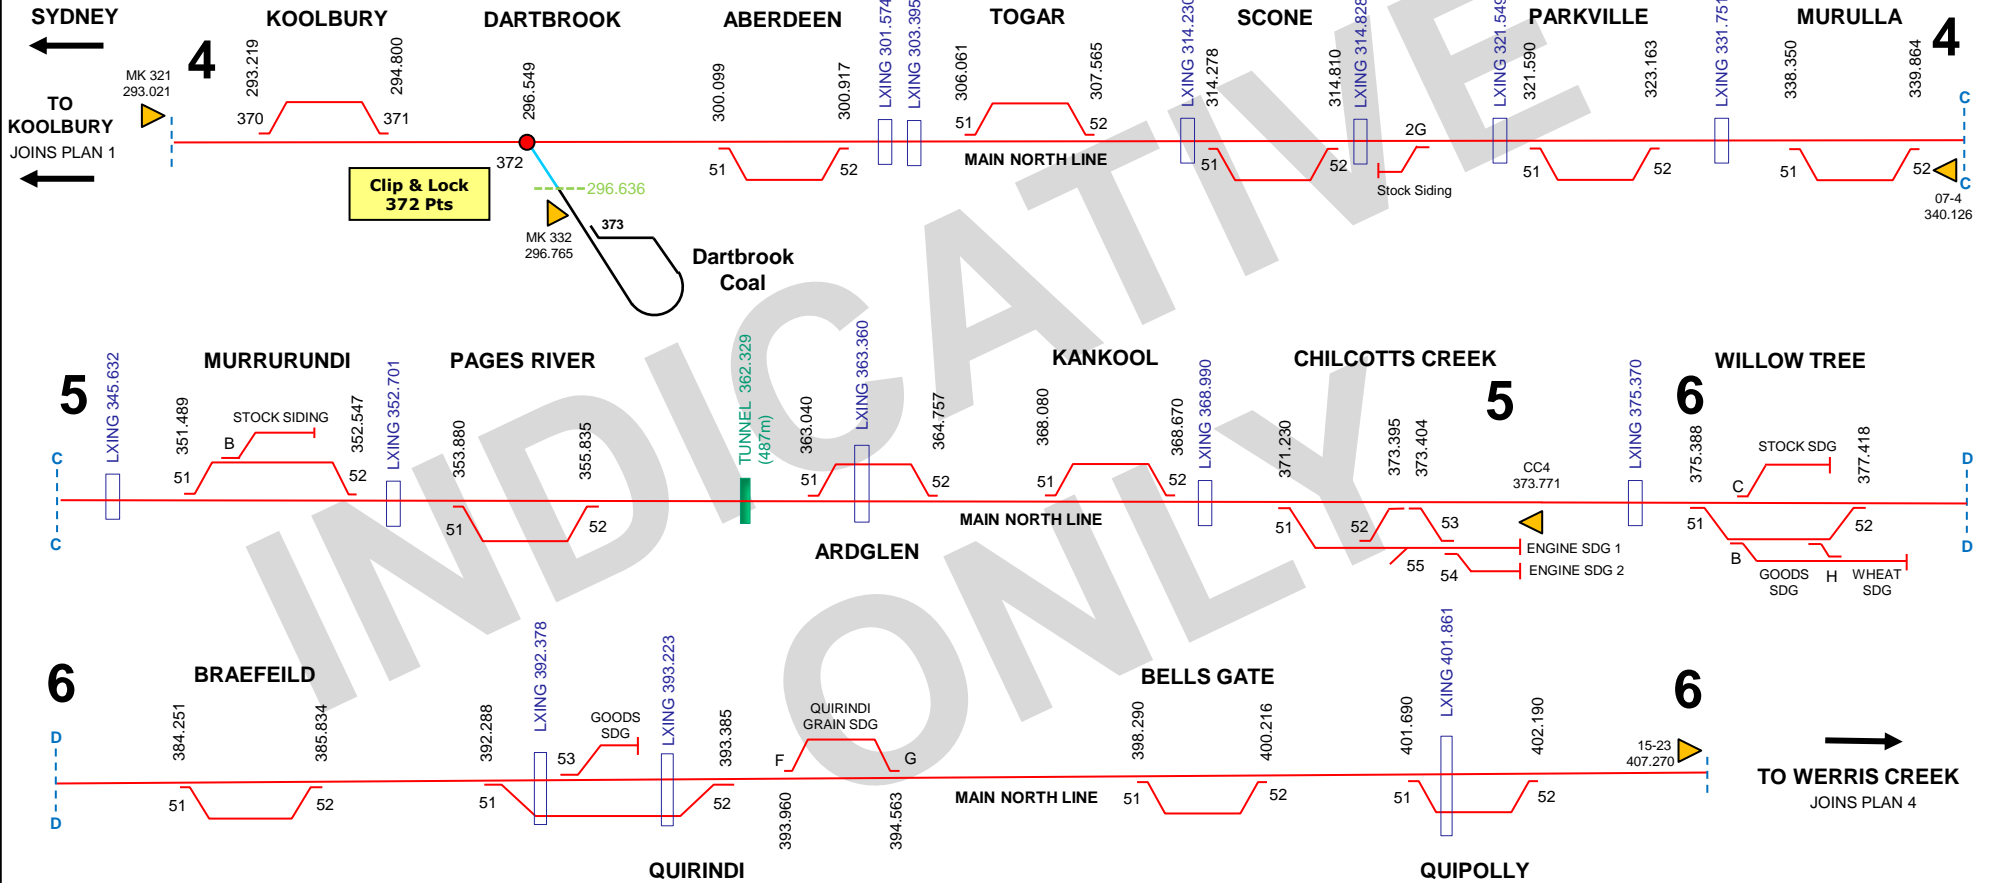 SYDNEY
KOOLBURY
DARTBROOK
ABERDEEN
TOGAR
SCONE
PARKVILLE
MURULLA
4
4
MK 321
293.021
TO
KOOLBURY
JOINS PLAN 1
293.219
294.800
296.549
300.099
300.917
LXING 301.574
LXING 303.395
306.061
307.565
LXING 314.230
314.278
314.810
LXING 314.828
LXING 321.549
321.590
323.163
LXING 331.751
338.350
339.864
C
C
370
371
372
51
52
51
52
MAIN NORTH LINE
51
52
2G
Stock Siding
51
52
51
52
07-4
340.126
Clip & Lock
372 Pts
296.636
MK 332
296.765
373
Dartbrook
Coal
INDICATIVE
ONLY
5
MURRURUNDI
PAGES RIVER
KANKOOL
CHILCOTTS CREEK
5
6
WILLOW TREE
C
C
LXING 345.632
351.489
B
STOCK SIDING
352.547
LXING 352.701
353.880
355.835
TUNNEL 362.329
(487m)
363.040
LXING 363.360
364.757
368.080
368.670
LXING 368.990
371.230
373.395
373.404
CC4
373.771
LXING 375.370
375.388
STOCK SDG
C
377.418
D
D
51
52
51
52
51
52
ARDGLEN
MAIN NORTH LINE
51
52
51
52
53
55
54
ENGINE SDG 1
ENGINE SDG 2
51
52
B
GOODS
SDG
H
WHEAT
SDG
6
BRAEFEILD
BELLS GATE
6
D
D
384.251
385.834
392.288
LXING 392.378
53
GOODS
SDG
LXING 393.223
393.385
QUIRINDI
GRAIN SDG
F
G
393.960
394.563
398.290
400.216
401.690
LXING 401.861
402.190
15-23
407.270
51
52
51
52
QUIRINDI
MAIN NORTH LINE
51
52
51
52
QUIPOLLY
TO WERRIS CREEK
JOINS PLAN 4